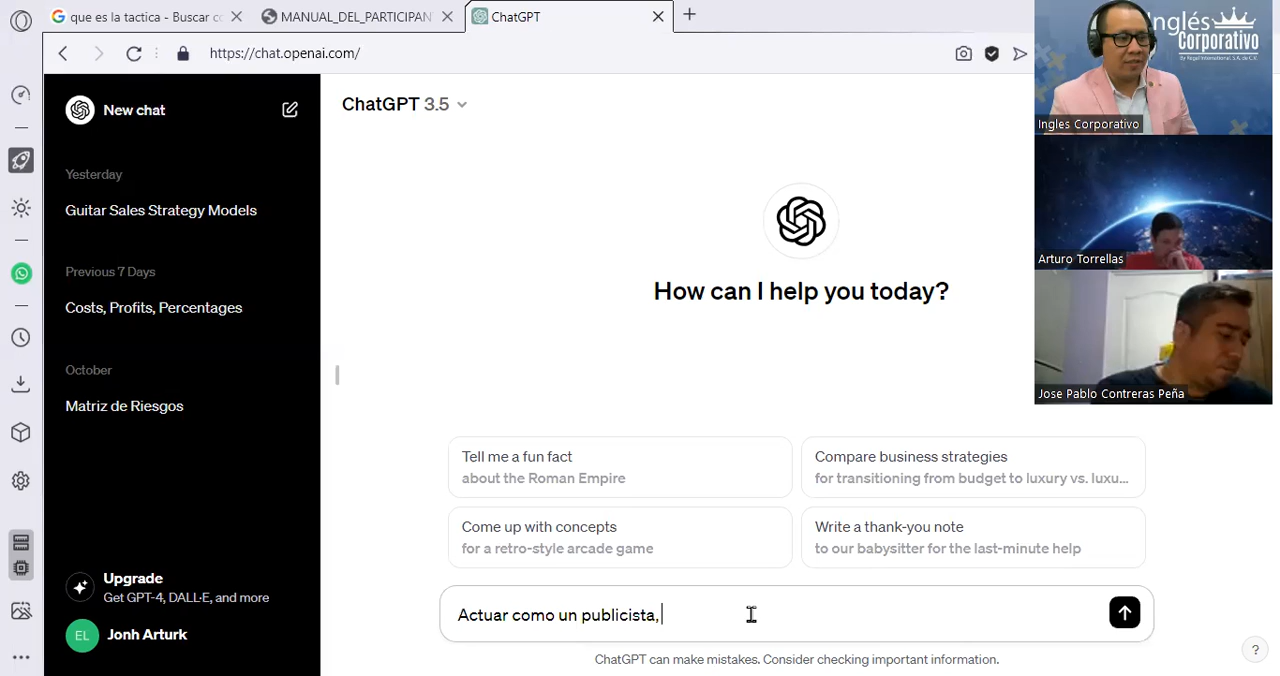 que es la tactica - Buscar c
MANUAL_DEL_PARTICIPAN
ChatGPT
https://chat.openai.com/
New chat
Yesterday
Guitar Sales Strategy Models
Previous 7 Days
Costs, Profits, Percentages
October
Matriz de Riesgos
Upgrade
Get GPT-4, DALL·E, and more
EL
Jonh Arturk
ChatGPT 3.5
How can I help you today?
Tell me a fun fact
about the Roman Empire
Compare business strategies
for transitioning from budget to luxury vs. luxu...
Come up with concepts
for a retro-style arcade game
Write a thank-you note
to our babysitter for the last-minute help
Actuar como un publicista,
ChatGPT can make mistakes. Consider checking important information.
?
Inglés
Corporativo
By Regal International, S.A. de C.V.
Ingles Corporativo
Arturo Torrellas
Jose Pablo Contreras Peña